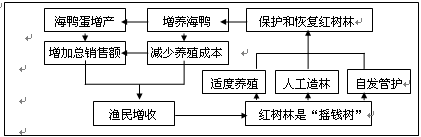 海鸭蛋增产
增养海鸭
保护和恢复红树林
增加总销售额
减少养殖成本
适度养殖
人工造林
自发管护
渔民增收
红树林是“摇钱树”